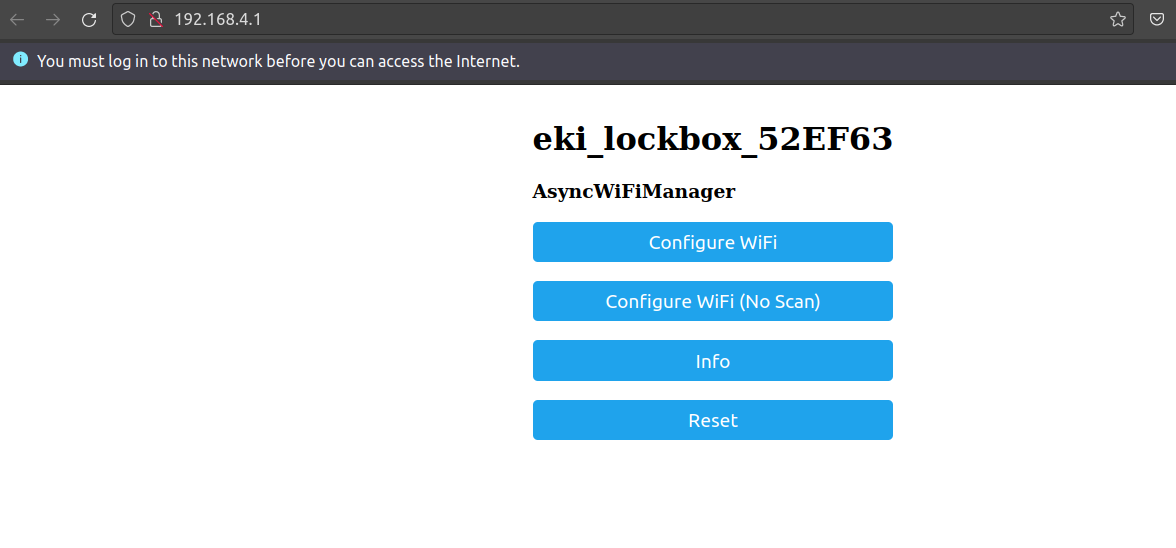 192.168.4.1
You must log in to this network before you can access the Internet.
eki_lockbox_52EF63
AsyncWiFiManager
Configure WiFi
Configure WiFi (No Scan)
Info
Reset